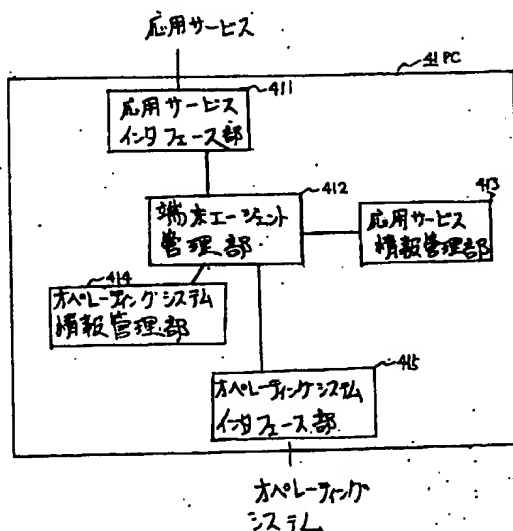 応用サービス
41 PC
411
応用サービス
インタフェース部
412
端末エージェント
管理部
413
応用サービス
情報管理部
414
オペレーティングシステム
情報管理部
415
オペレーティングシステム
インタフェース部
オペレーティング
システム